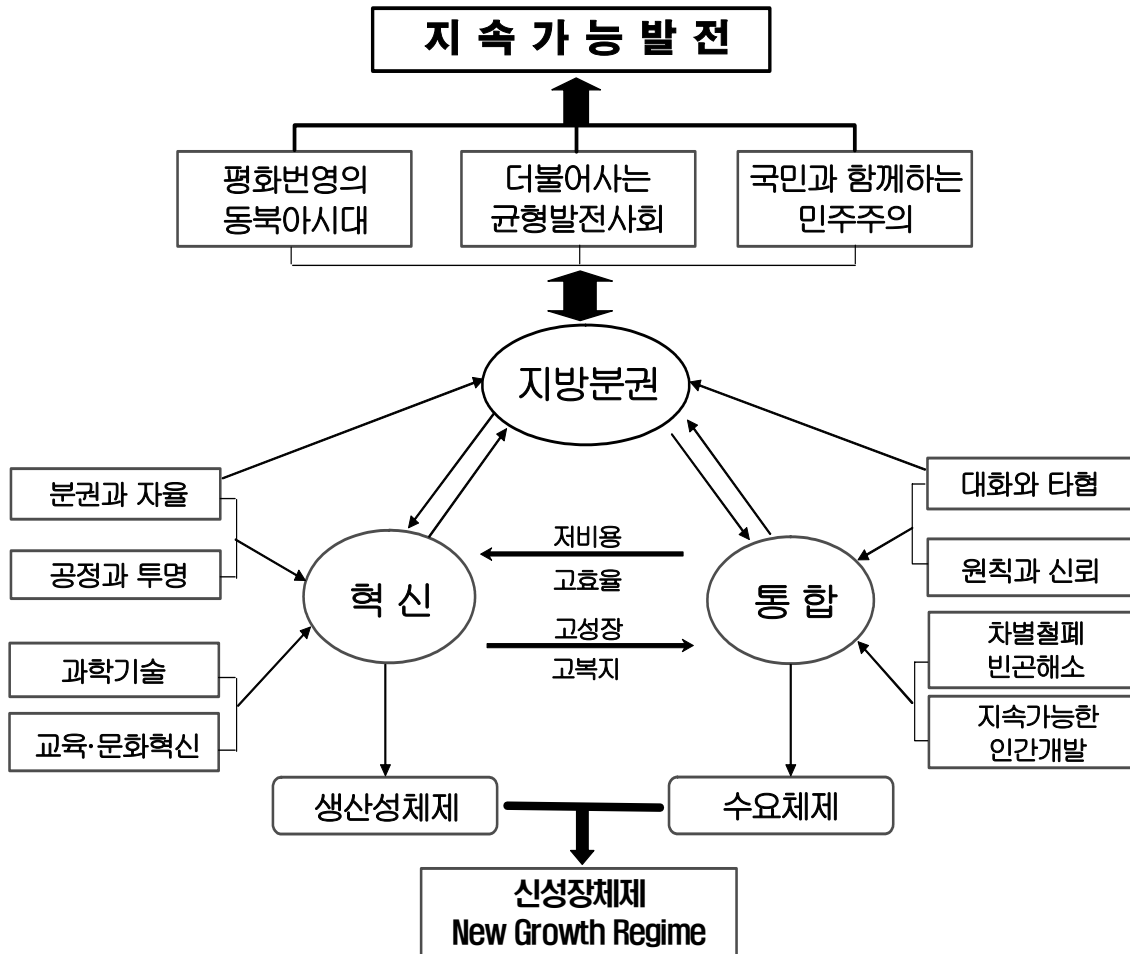 지 속 가 능 발 전
평화번영의
동북아시대
더불어사는
균형발전사회
국민과 함께하는
민주주의
지방분권
분권과 자율
공정과 투명
과학기술
교육·문화혁신
혁 신
저비용
고효율
고성장
고복지
통 합
대화와 타협
원칙과 신뢰
차별철폐
빈곤해소
지속가능한
인간개발
생산성체제
수요체제
신성장체제
New Growth Regime